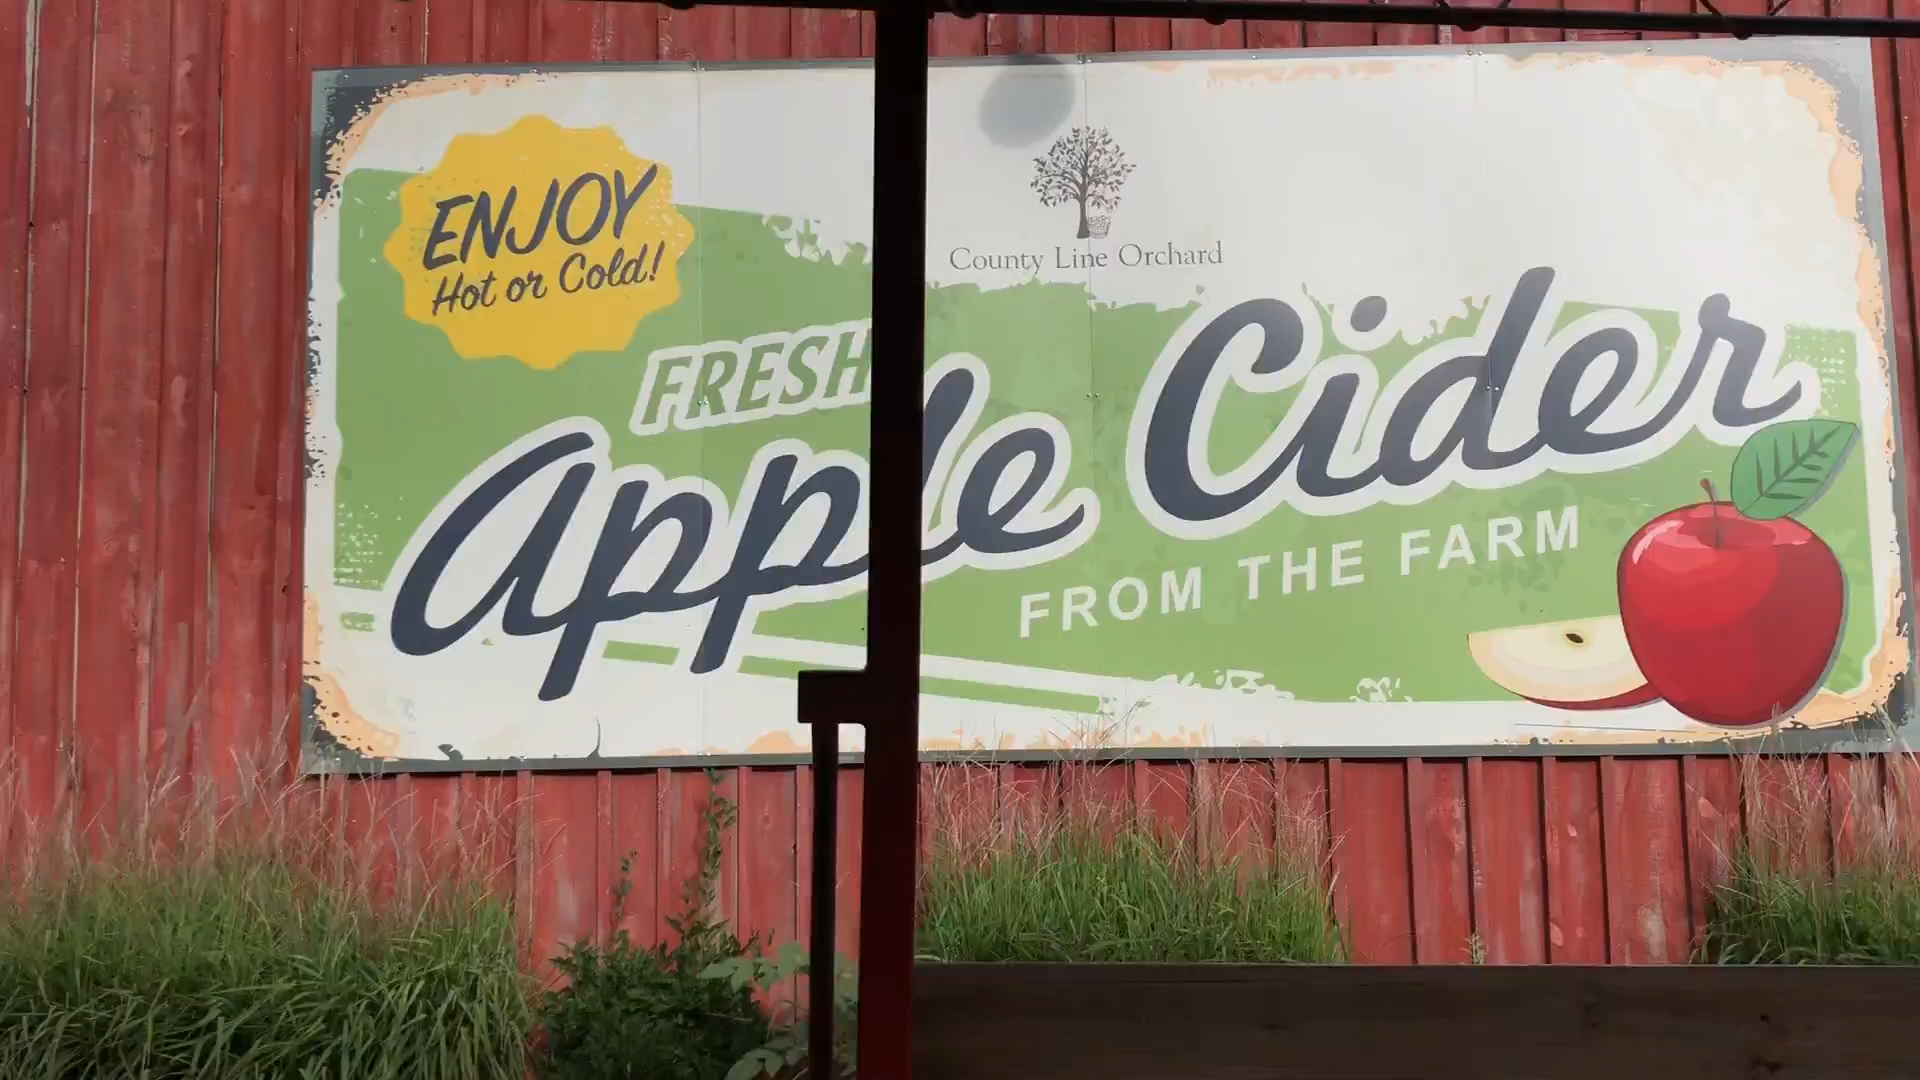 ENJOY
Hot or Cold!
County Line Orchard
FRESH
Apple Cider
FROM THE FARM